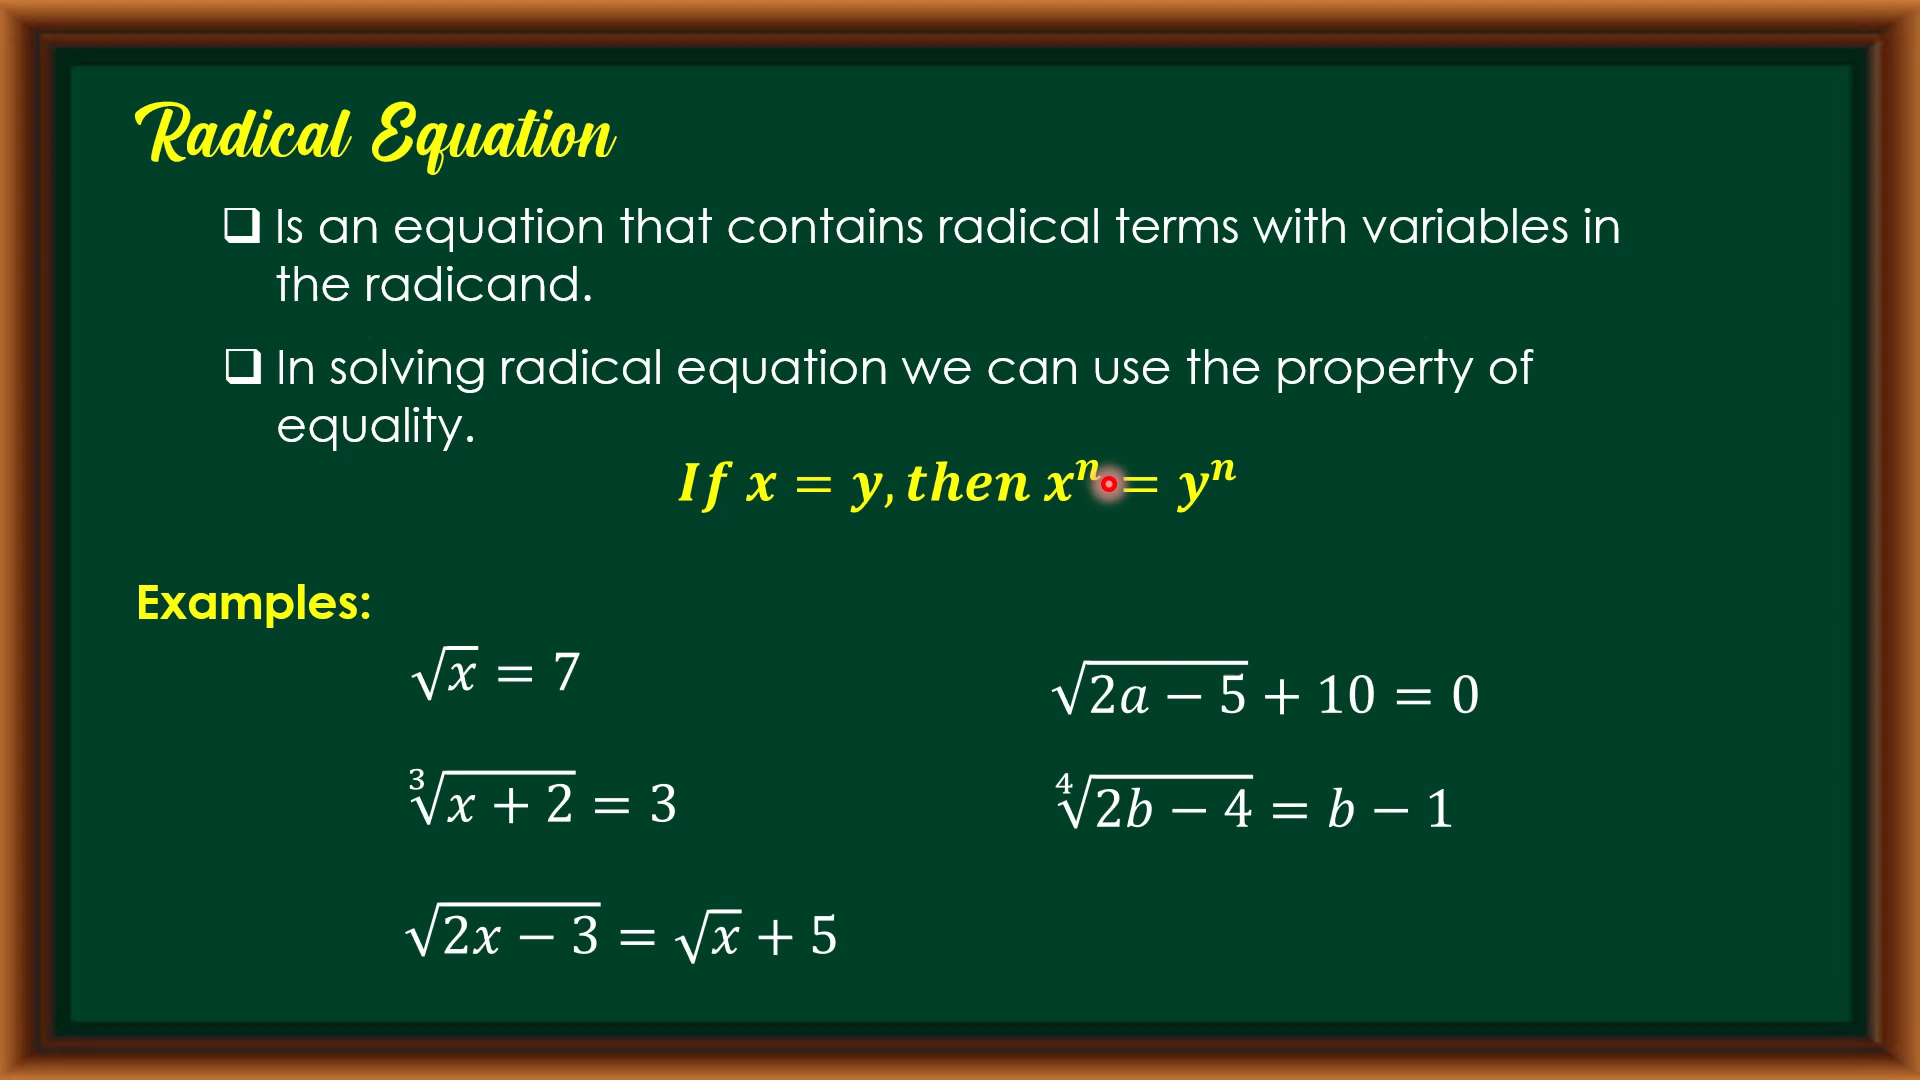 Radical Equation
❑ Is an equation that contains radical terms with variables in
the radicand.
❑ In solving radical equation we can use the property of
equality.
If x = y, then xⁿ = yⁿ
Examples:
√x = 7
√(2a − 5) + 10 = 0
∛(x + 2) = 3
∜(2b − 4) = b − 1
√(2x − 3) = √x + 5